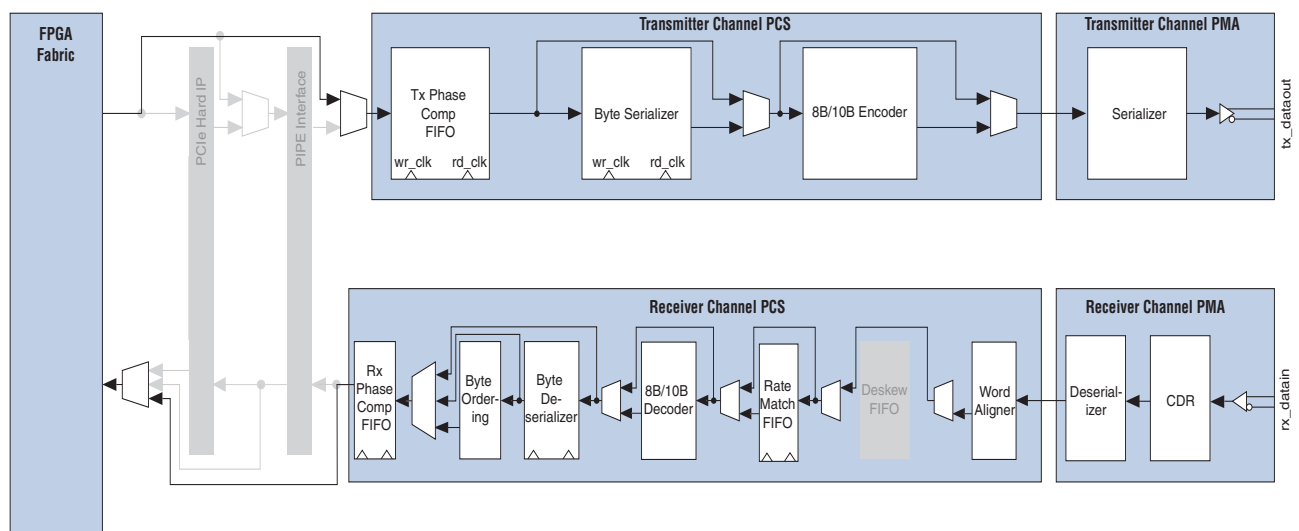 FPGA
Fabric
PCIe Hard IP
PIPE Interface
Transmitter Channel PCS
Tx Phase
Comp
FIFO
wr_clk
rd_clk
Byte Serializer
wr_clk
rd_clk
8B/10B Encoder
Transmitter Channel PMA
Serializer
tx_dataout
Receiver Channel PCS
Rx
Phase
Comp
FIFO
Byte
Order-
ing
Byte
De-
serializer
8B/10B
Decoder
Rate
Match
FIFO
Deskew
FIFO
Word
Aligner
Receiver Channel PMA
Deserial-
izer
CDR
rx_datain